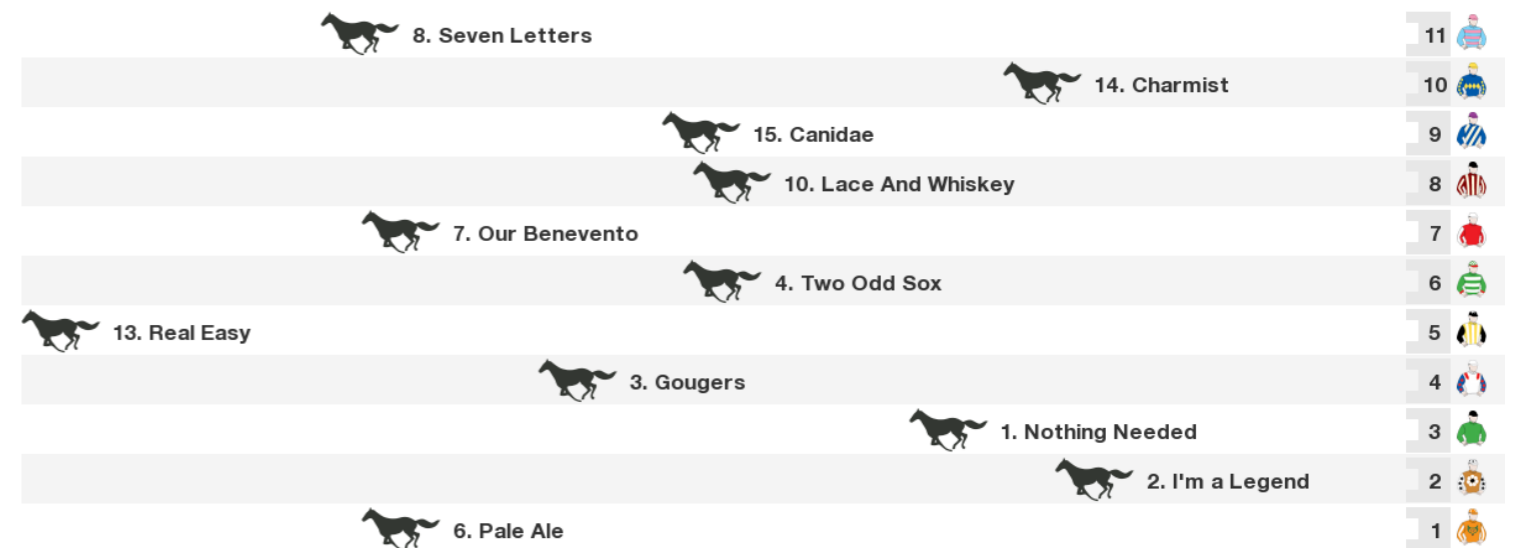 8. Seven Letters 11
14. Charmist 10
15. Canidae 9
10. Lace And Whiskey 8
7. Our Benevento 7
4. Two Odd Sox 6
13. Real Easy 5
3. Gougers 4
1. Nothing Needed 3
2. I'm a Legend 2
6. Pale Ale 1